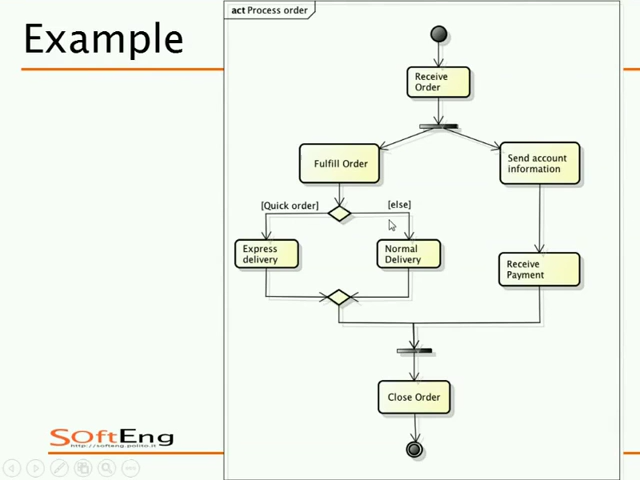 Example
act Process order
Receive
Order
Fulfill Order
Send account
information
[Quick order]
[else]
Express
delivery
Normal
Delivery
Receive
Payment
Close Order
SOftEng
http://softeng.polito.it